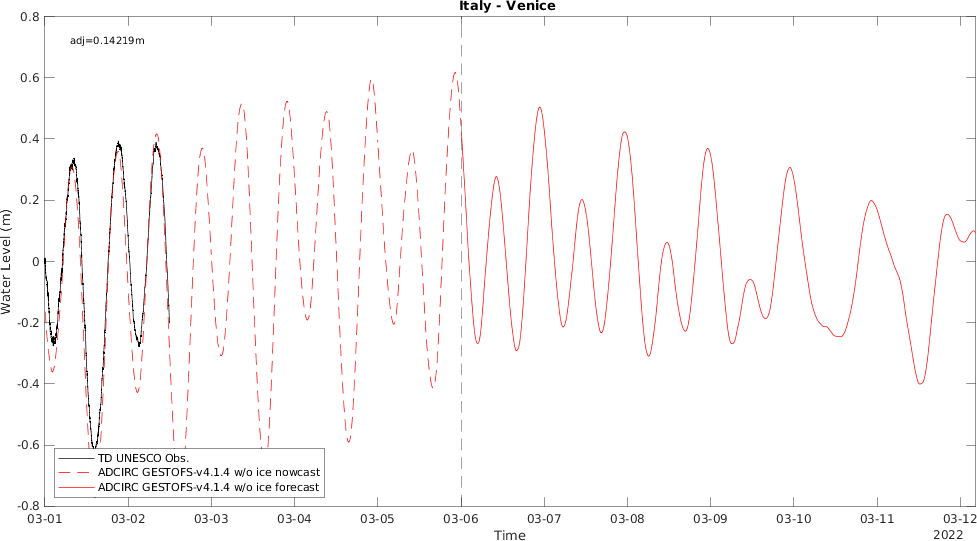 Italy - Venice
adj=0.14219m
0.8
0.6
0.4
0.2
0
-0.2
-0.4
-0.6
-0.8
Water Level (m)
TD UNESCO Obs.
ADCIRC GESTOFS-v4.1.4 w/o ice nowcast
ADCIRC GESTOFS-v4.1.4 w/o ice forecast
03-01 03-02 03-03 03-04 03-05 03-06 03-07 03-08 03-09 03-10 03-11 03-12
Time
2022